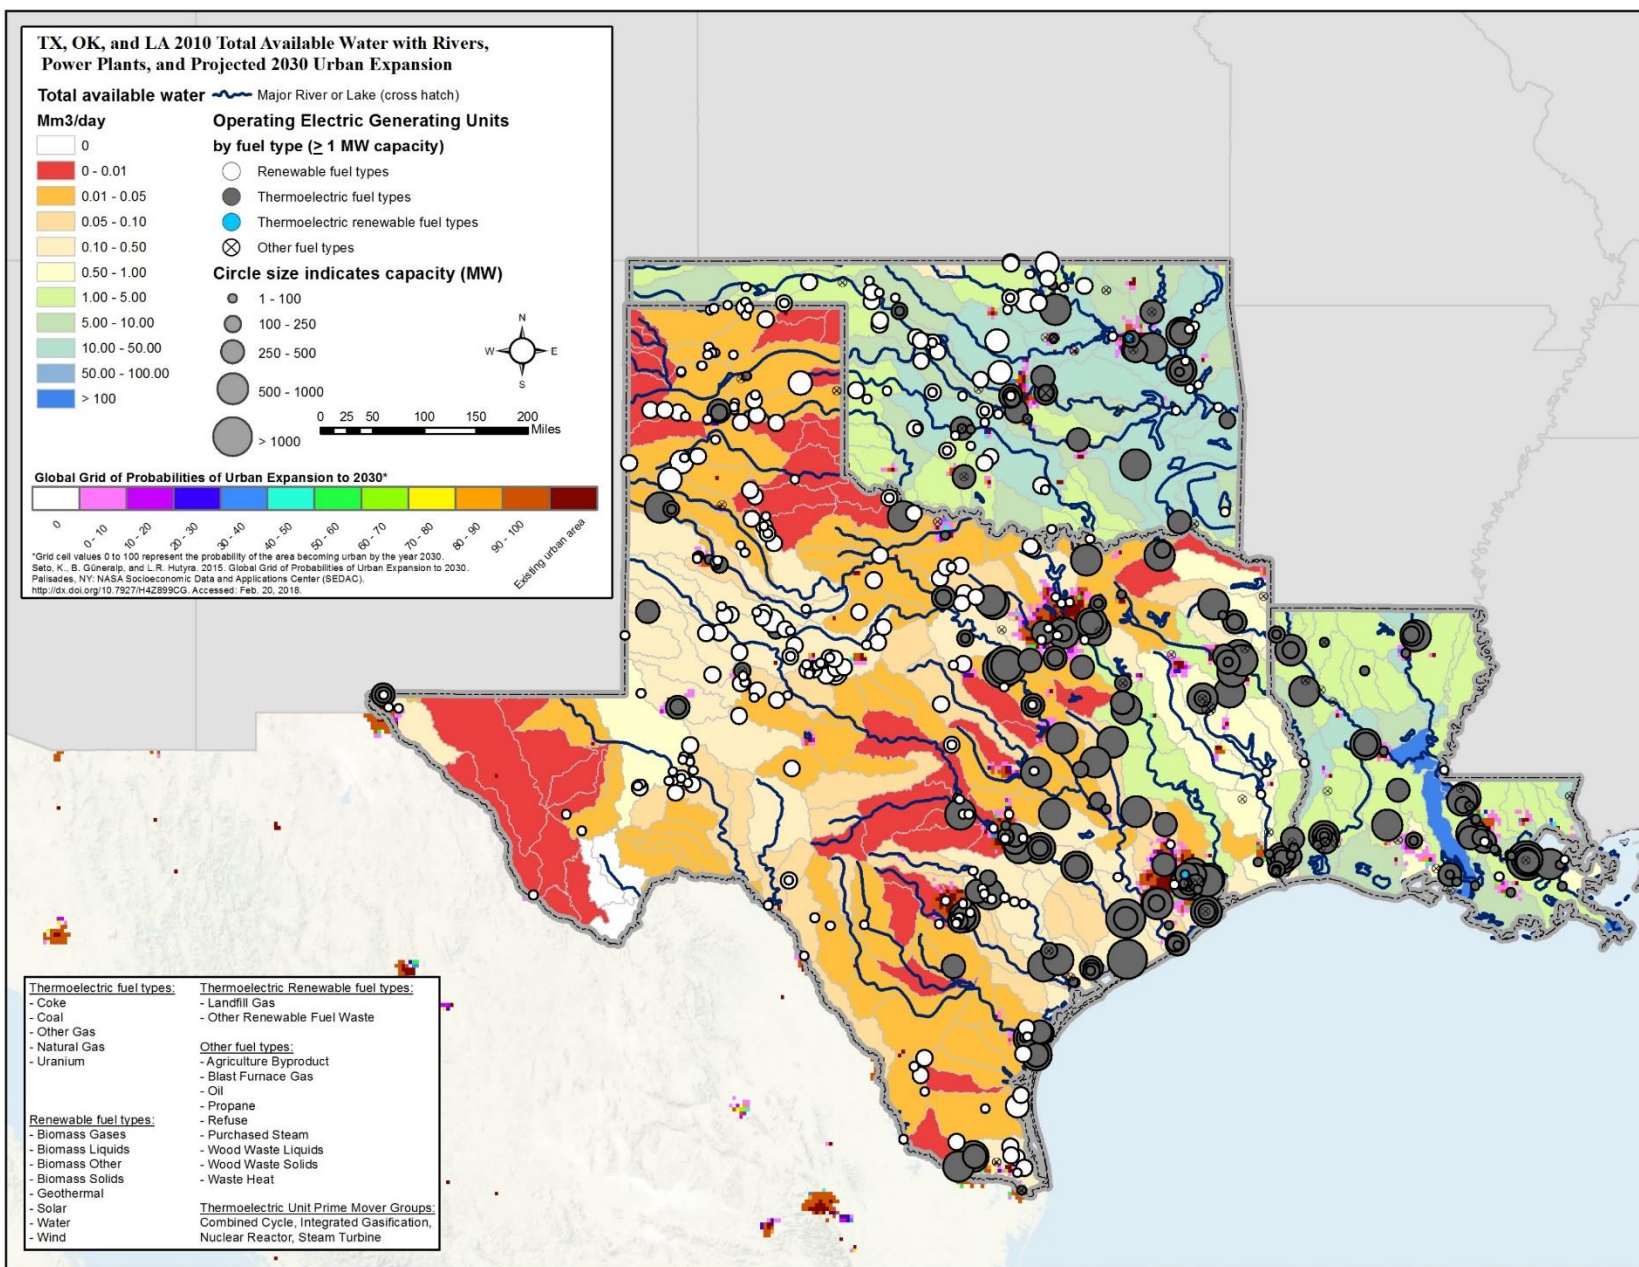 TX, OK, and LA 2010 Total Available Water with Rivers,
Power Plants, and Projected 2030 Urban Expansion
Total available water
Major River or Lake (cross hatch)
Mm3/day
0
0 - 0.01
0.01 - 0.05
0.05 - 0.10
0.10 - 0.50
0.50 - 1.00
1.00 - 5.00
5.00 - 10.00
10.00 - 50.00
50.00 - 100.00
> 100
Operating Electric Generating Units
by fuel type (≥ 1 MW capacity)
Renewable fuel types
Thermoelectric fuel types
Thermoelectric renewable fuel types
Other fuel types
Circle size indicates capacity (MW)
1 - 100
100 - 250
250 - 500
500 - 1000
> 1000
N
W E
S
0 25 50 100 150 200
Miles
Global Grid of Probabilities of Urban Expansion to 2030*
0
0 - 10
10 - 20
20 - 30
30 - 40
40 - 50
50 - 60
60 - 70
70 - 80
80 - 90
90 - 100
Existing urban area
*Grid cell values 0 to 100 represent the probability of the area becoming urban by the year 2030.
Seto, K., B. Güneralp, and L.R. Hutyra. 2015. Global Grid of Probabilities of Urban Expansion to 2030.
Palisades, NY: NASA Socioeconomic Data and Applications Center (SEDAC).
http://dx.doi.org/10.7927/H4Z899CG. Accessed: Feb. 20, 2018.
Thermoelectric fuel types:
- Coke
- Coal
- Other Gas
- Natural Gas
- Uranium
Renewable fuel types:
- Biomass Gases
- Biomass Liquids
- Biomass Other
- Biomass Solids
- Geothermal
- Solar
- Water
- Wind
Thermoelectric Renewable fuel types:
- Landfill Gas
- Other Renewable Fuel Waste
Other fuel types:
- Agriculture Byproduct
- Blast Furnace Gas
- Oil
- Propane
- Refuse
- Purchased Steam
- Wood Waste Liquids
- Wood Waste Solids
- Waste Heat
Thermoelectric Unit Prime Mover Groups:
Combined Cycle, Integrated Gasification,
Nuclear Reactor, Steam Turbine